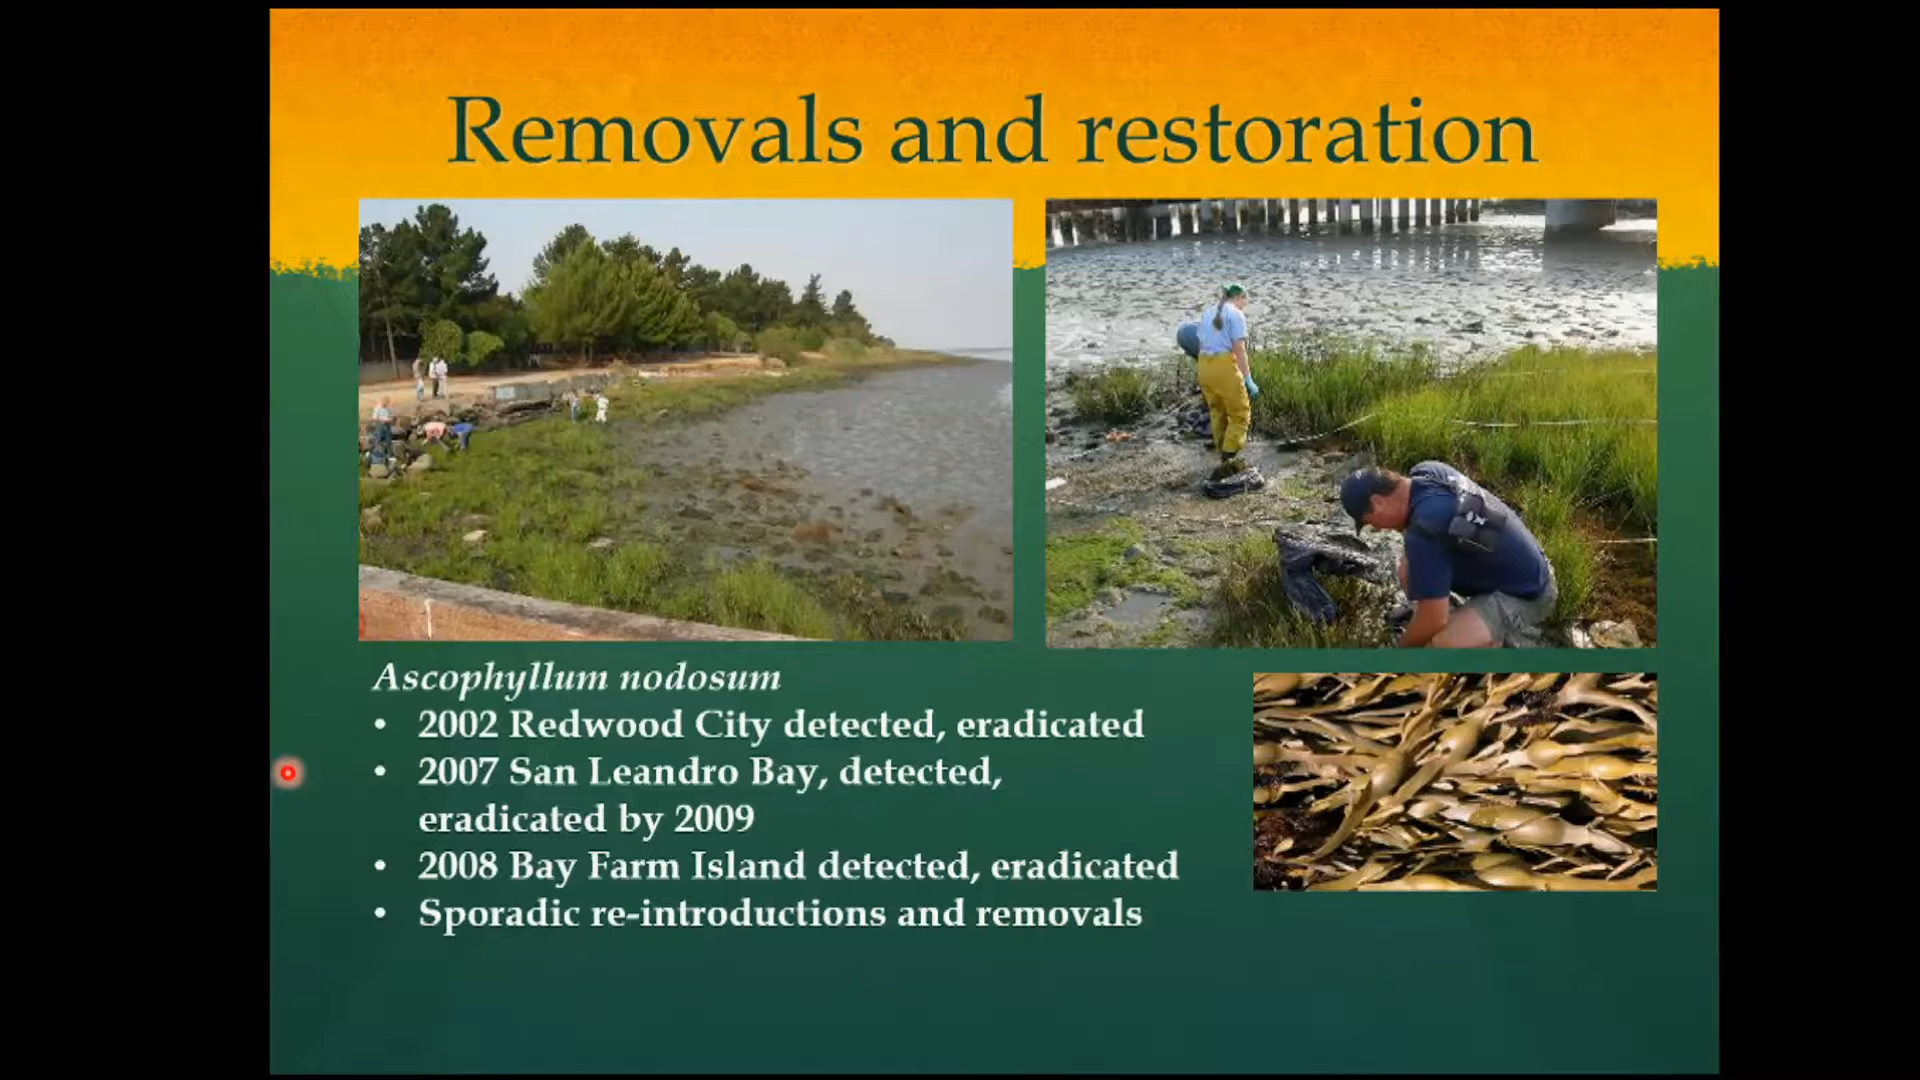 Removals and restoration
Ascophyllum nodosum
• 2002 Redwood City detected, eradicated
• 2007 San Leandro Bay, detected,
eradicated by 2009
• 2008 Bay Farm Island detected, eradicated
• Sporadic re-introductions and removals